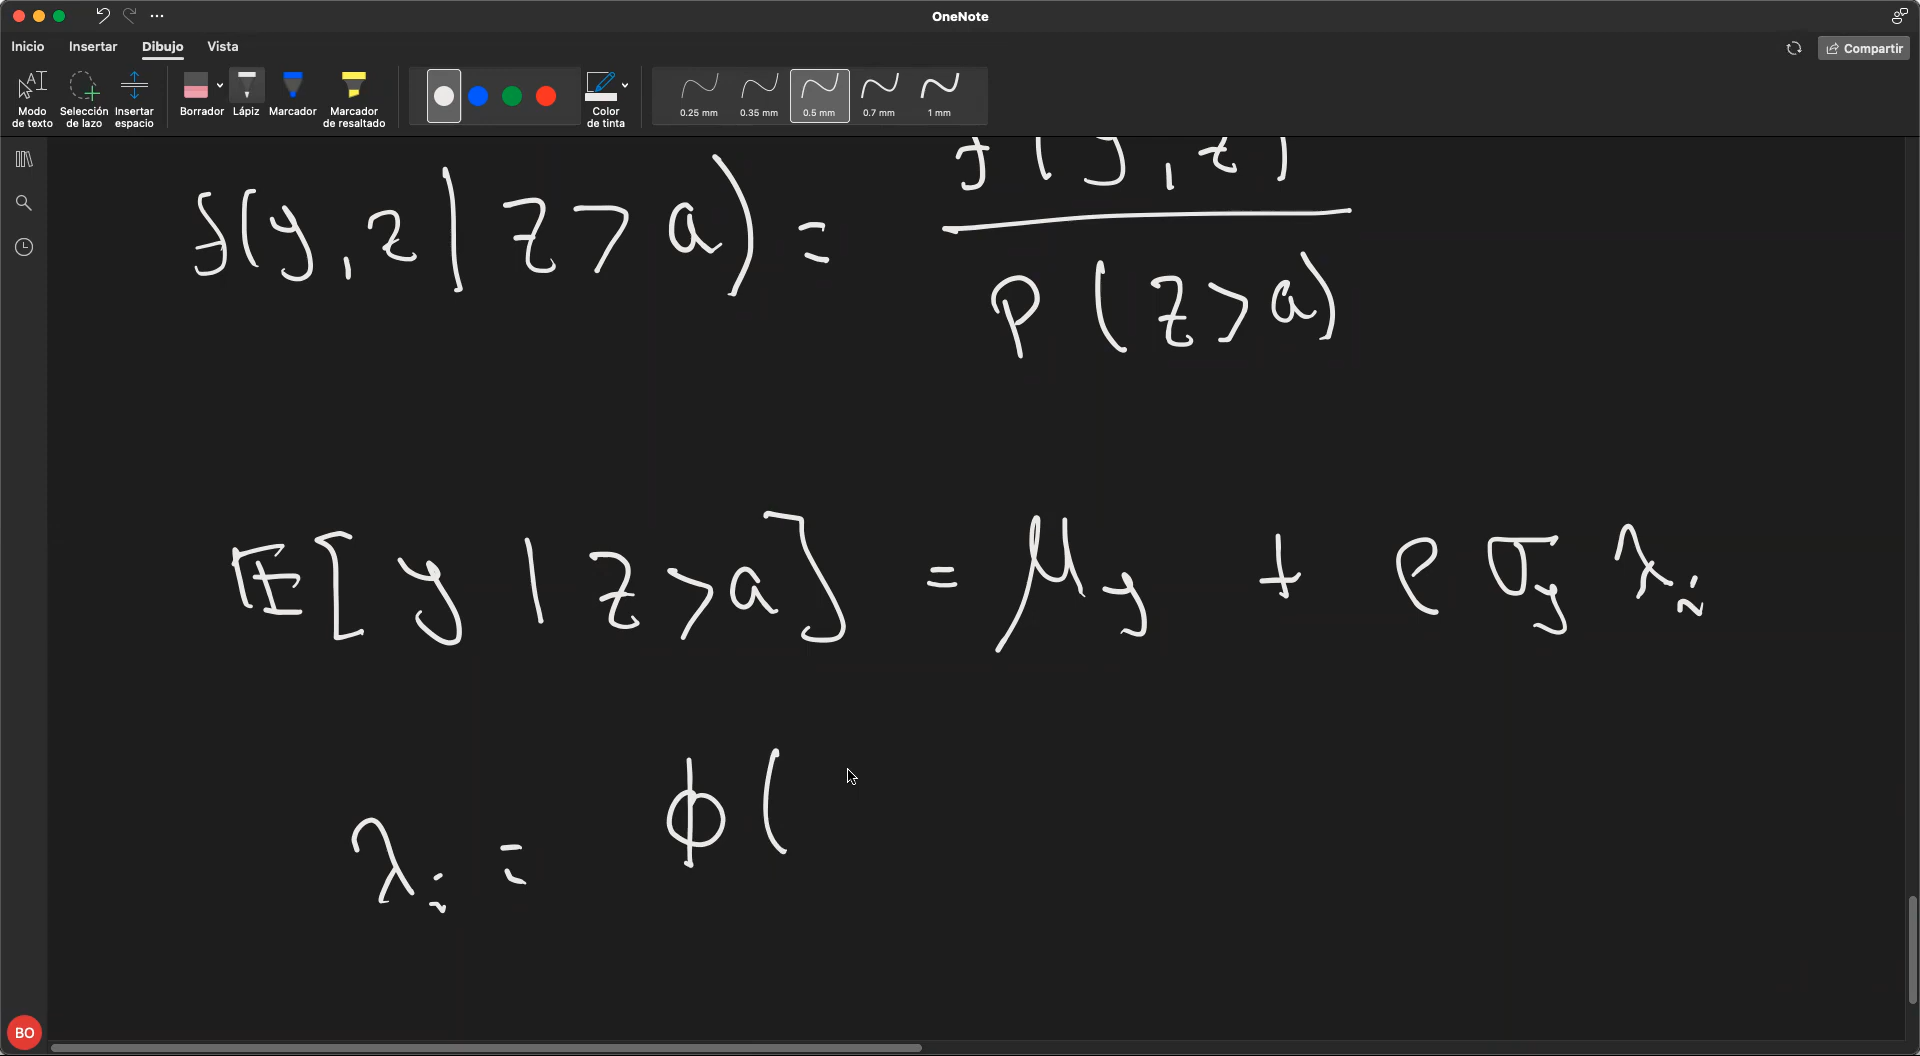 OneNote
Inicio Insertar Dibujo Vista Compartir
Modo de texto Selección de lazo Insertar espacio Borrador Lápiz Marcador Marcador de resaltado Color de tinta 0.25 mm 0.35 mm 0.5 mm 0.7 mm 1 mm
f(y,z)
f(y,z|z>a) =
P(z>a)
𝔼[y|z>a] = μy + ρ σy λi
λi = ϕ(
BO